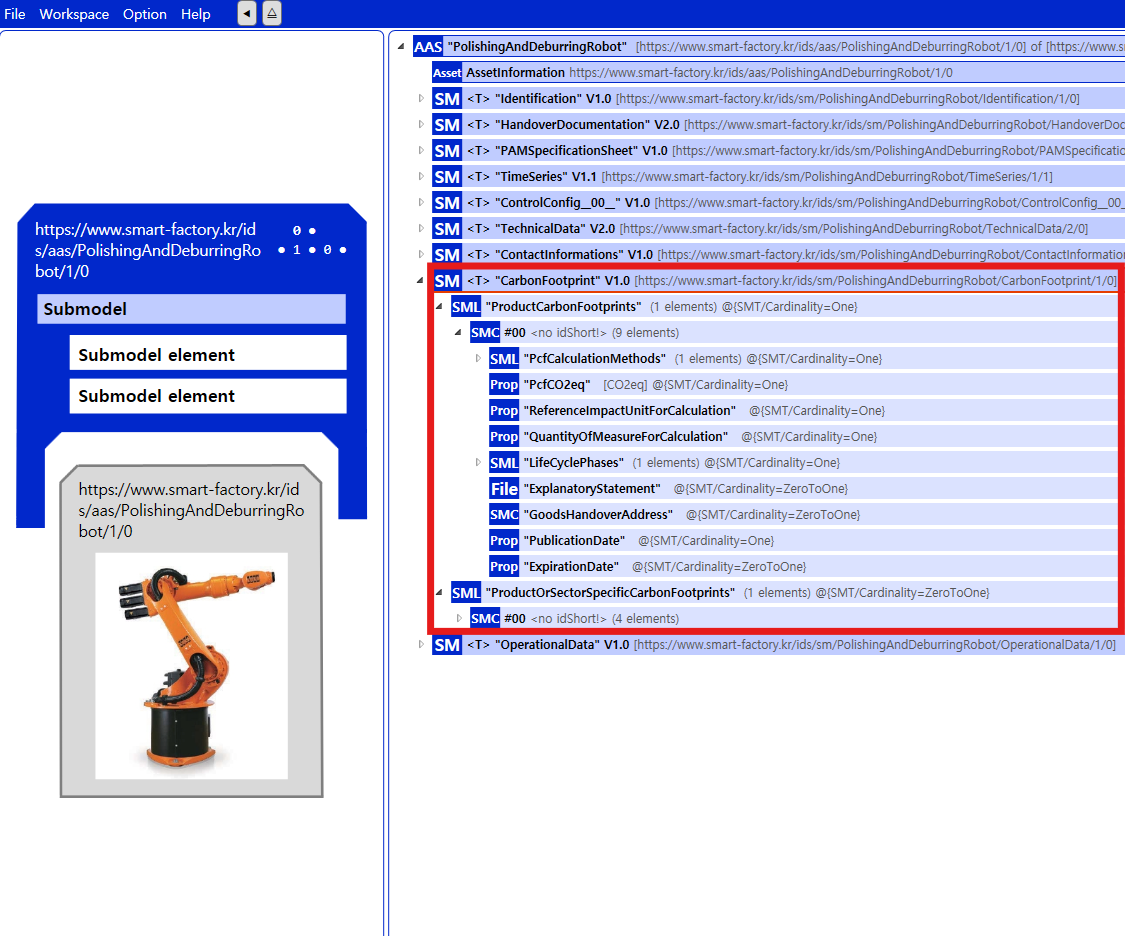 File Workspace Option Help
https://www.smart-factory.kr/id
s/aas/PolishingAndDeburringRo
bot/1/0
0 •
• 1 • 0 •
Submodel
Submodel element
Submodel element
https://www.smart-factory.kr/id
s/aas/PolishingAndDeburringRo
bot/1/0
AAS "PolishingAndDeburringRobot" [https://www.smart-factory.kr/ids/aas/PolishingAndDeburringRobot/1/0] of [https://www.s
Asset AssetInformation https://www.smart-factory.kr/ids/aas/PolishingAndDeburringRobot/1/0
SM <T> "Identification" V1.0 [https://www.smart-factory.kr/ids/sm/PolishingAndDeburringRobot/Identification/1/0]
SM <T> "HandoverDocumentation" V2.0 [https://www.smart-factory.kr/ids/sm/PolishingAndDeburringRobot/HandoverDoc
SM <T> "PAMSpecificationSheet" V1.0 [https://www.smart-factory.kr/ids/sm/PolishingAndDeburringRobot/PAMSpecificatio
SM <T> "TimeSeries" V1.1 [https://www.smart-factory.kr/ids/sm/PolishingAndDeburringRobot/TimeSeries/1/1]
SM <T> "ControlConfig__00__" V1.0 [https://www.smart-factory.kr/ids/sm/PolishingAndDeburringRobot/ControlConfig__00_
SM <T> "TechnicalData" V2.0 [https://www.smart-factory.kr/ids/sm/PolishingAndDeburringRobot/TechnicalData/2/0]
SM <T> "ContactInformations" V1.0 [https://www.smart-factory.kr/ids/sm/PolishingAndDeburringRobot/ContactInformation
SM <T> "CarbonFootprint" V1.0 [https://www.smart-factory.kr/ids/sm/PolishingAndDeburringRobot/CarbonFootprint/1/0]
SML "ProductCarbonFootprints" (1 elements) @{SMT/Cardinality=One}
SMC #00 <no idShort!> (9 elements)
SML "PcfCalculationMethods" (1 elements) @{SMT/Cardinality=One}
Prop "PcfCO2eq" [CO2eq] @{SMT/Cardinality=One}
Prop "ReferenceImpactUnitForCalculation" @{SMT/Cardinality=One}
Prop "QuantityOfMeasureForCalculation" @{SMT/Cardinality=One}
SML "LifeCyclePhases" (1 elements) @{SMT/Cardinality=One}
File "ExplanatoryStatement" @{SMT/Cardinality=ZeroToOne}
SMC "GoodsHandoverAddress" @{SMT/Cardinality=ZeroToOne}
Prop "PublicationDate" @{SMT/Cardinality=One}
Prop "ExpirationDate" @{SMT/Cardinality=ZeroToOne}
SML "ProductOrSectorSpecificCarbonFootprints" (1 elements) @{SMT/Cardinality=ZeroToOne}
SMC #00 <no idShort!> (4 elements)
SM <T> "OperationalData" V1.0 [https://www.smart-factory.kr/ids/sm/PolishingAndDeburringRobot/OperationalData/1/0]